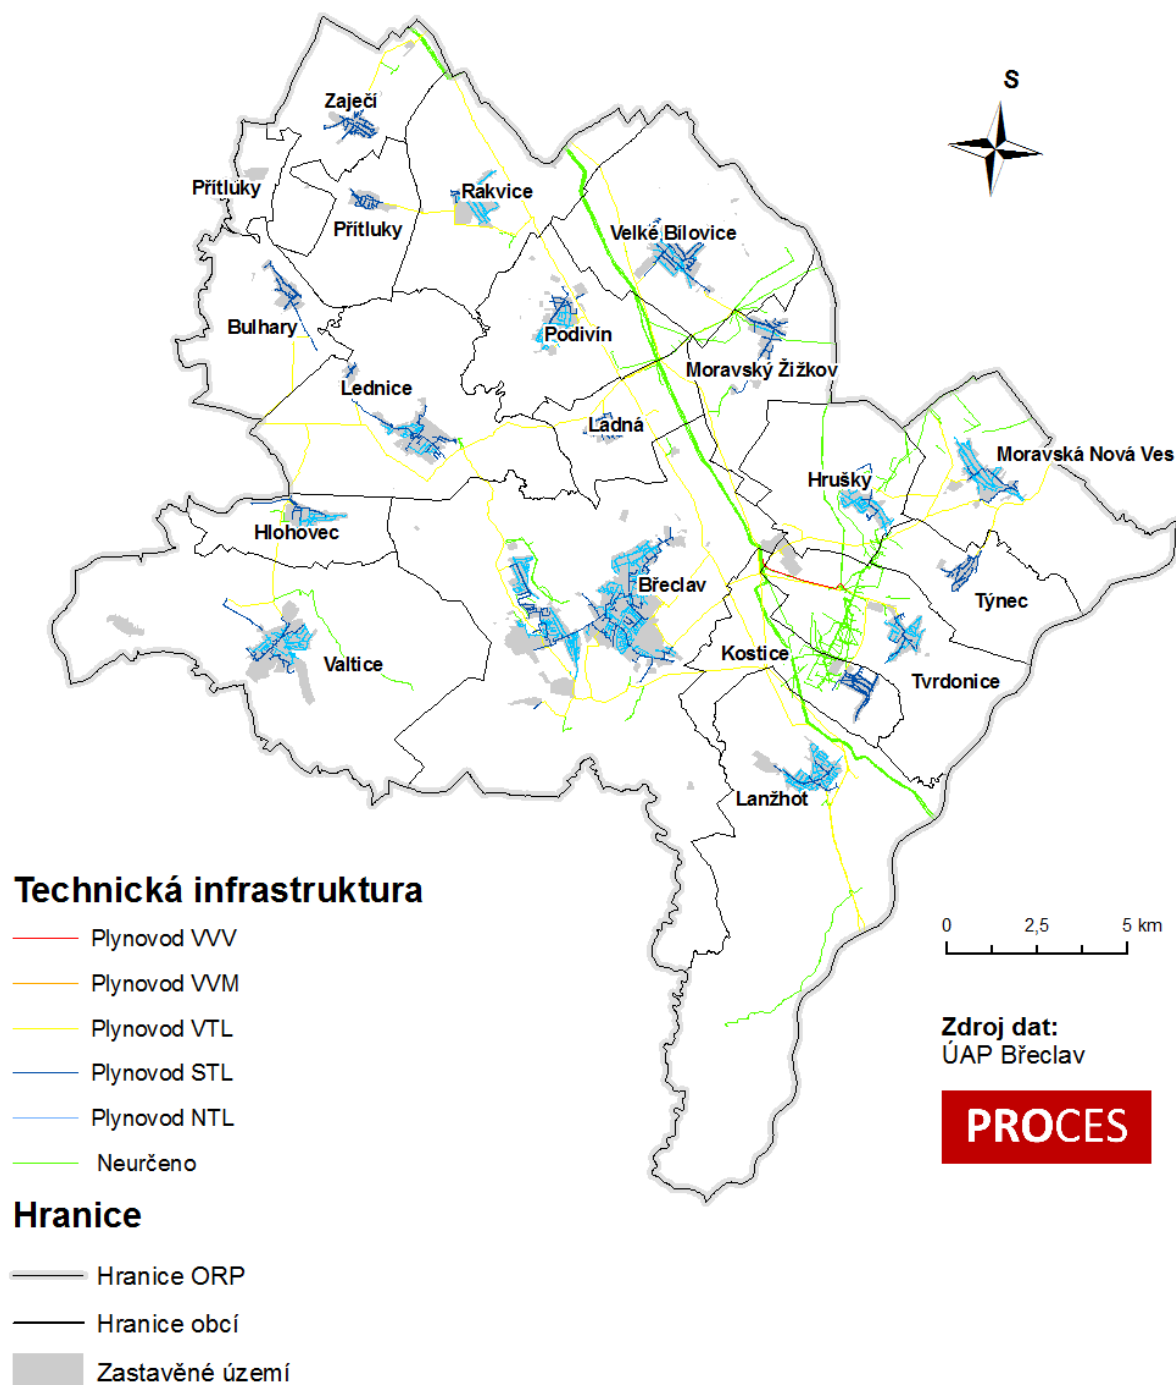 S
Zaječí
Přítluky
Rakvice
Přítluky
Velké Bílovice
Bulhary
Podivín
Moravský Žižkov
Lednice
Ladná
Moravská Nová Ves
Hrušky
Hlohovec
Břeclav
Týnec
Kostice
Valtice
Tvrdonice
Lanžhot
Technická infrastruktura
Plynovod VVV
Plynovod VVM
Plynovod VTL
Plynovod STL
Plynovod NTL
Neurčeno
Hranice
Hranice ORP
Hranice obcí
Zastavěné území
0 2,5 5 km
Zdroj dat:
ÚAP Břeclav
PROCES